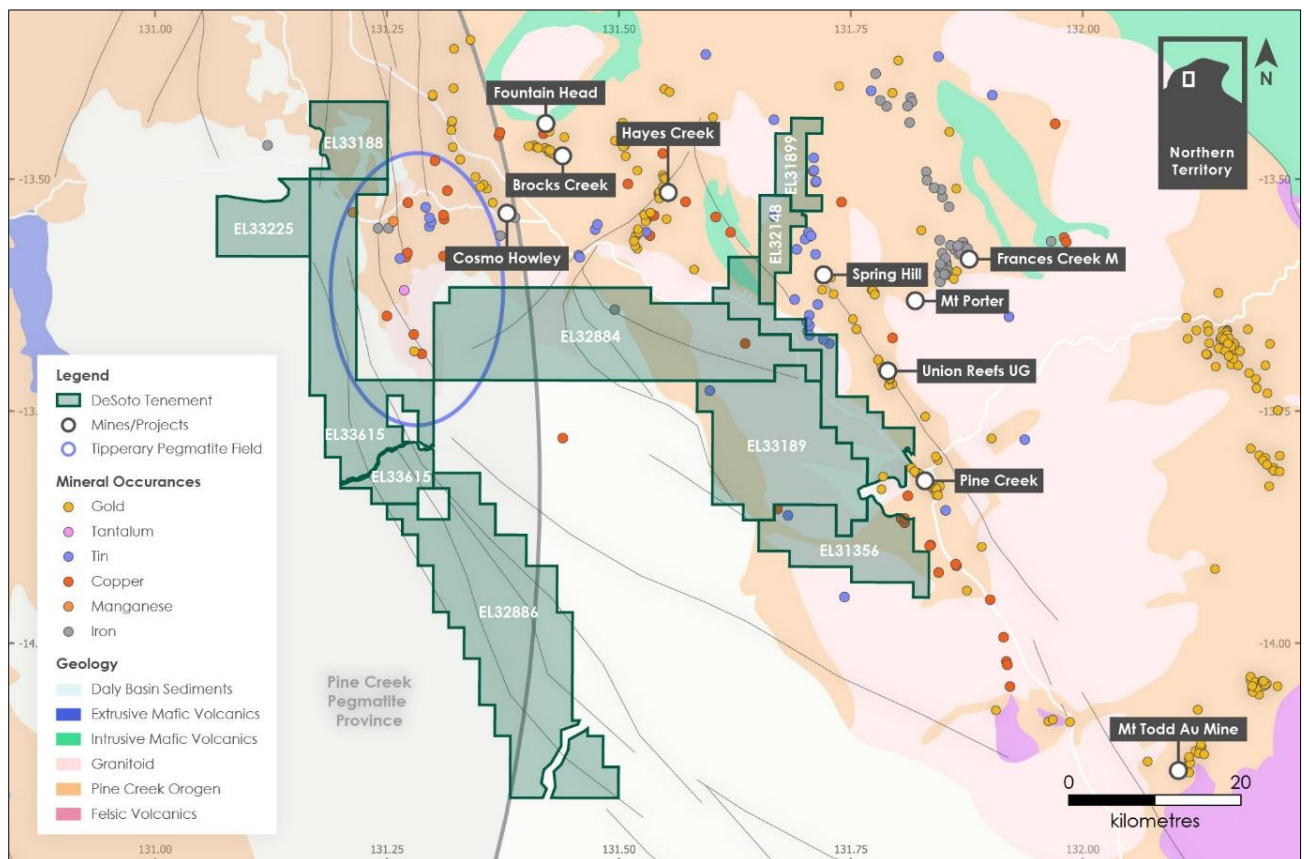 131.00
131.25
131.50
131.75
132.00
N
Northern
Territory
Fountain Head
Hayes Creek
Brocks Creek
Cosmo Howley
Spring Hill
Frances Creek M
Mt Porter
Union Reefs UG
Pine Creek
Mt Todd Au Mine
EL33188
EL33225
EL31899
EL32148
EL32884
EL33615
EL33615
EL33189
EL31356
EL32886
-13.50
-13.50
-13.75
-14.00
-14.00
Legend
DeSoto Tenement
Mines/Projects
Tipperary Pegmatite Field
Mineral Occurances
Gold
Tantalum
Tin
Copper
Manganese
Iron
Geology
Daly Basin Sediments
Extrusive Mafic Volcanics
Intrusive Mafic Volcanics
Granitoid
Pine Creek Orogen
Felsic Volcanics
Pine Creek
Pegmatite
Province
0
20
kilometres
131.00
131.25
131.50
131.75
132.00